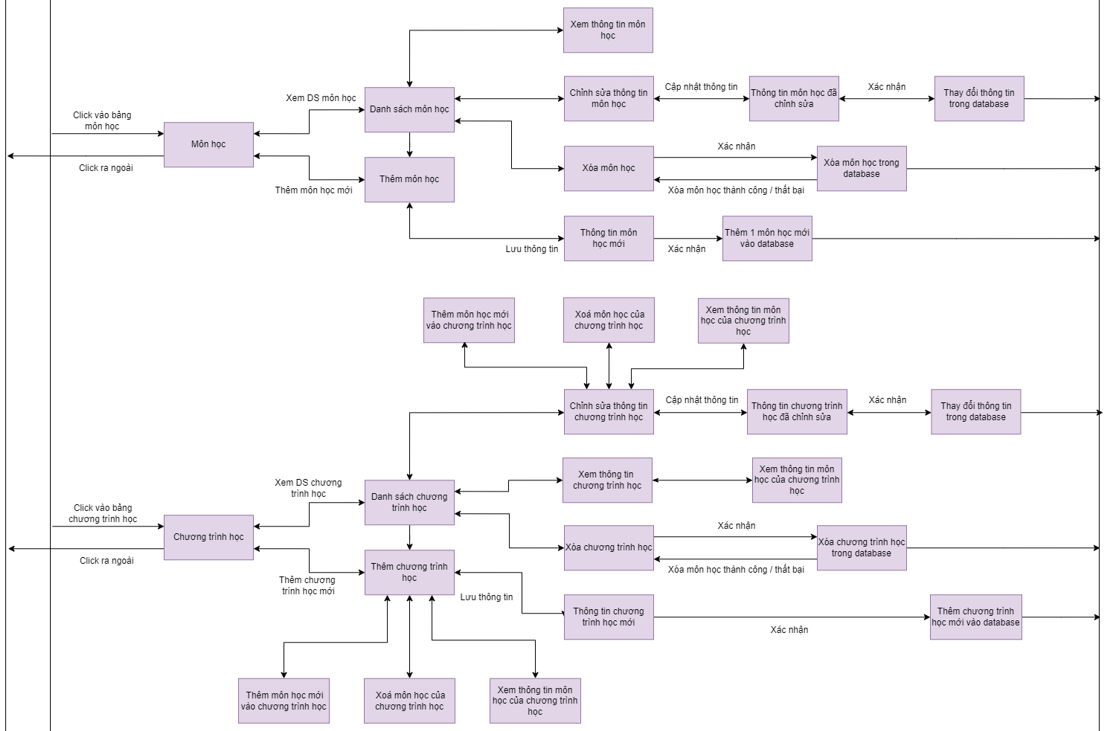 Xem thông tin môn
học
Click vào bảng
môn học
Môn học
Click ra ngoài
Xem DS môn học
Thêm môn học mới
Danh sách môn học
Thêm môn học
Chỉnh sửa thông tin
môn học
Cập nhật thông tin
Thông tin môn học đã
chỉnh sửa
Xác nhận
Thay đổi thông tin
trong database
Xóa môn học
Xác nhận
Xóa môn học thành công / thất bại
Xóa môn học trong
database
Lưu thông tin
Thông tin môn
học mới
Xác nhận
Thêm 1 môn học mới
vào database
Thêm môn học mới
vào chương trình học
Xoá môn học của
chương trình học
Xem thông tin môn
học của chương trình
học
Chỉnh sửa thông tin
chương trình học
Cập nhật thông tin
Thông tin chương trình
học đã chỉnh sửa
Xác nhận
Thay đổi thông tin
trong database
Click vào bảng
chương trình học
Chương trình học
Click ra ngoài
Xem DS chương
trình học
Thêm chương
trình học mới
Danh sách chương
trình học
Thêm chương trình
học
Xem thông tin
chương trình học
Xem thông tin môn
học của chương trình
học
Xóa chương trình học
Xác nhận
Xóa môn học thành công / thất bại
Xóa chương trình học
trong database
Lưu thông tin
Thông tin chương
trình học mới
Xác nhận
Thêm chương trình
học mới vào database
Thêm môn học mới
vào chương trình học
Xoá môn học của
chương trình học
Xem thông tin môn
học của chương trình
học